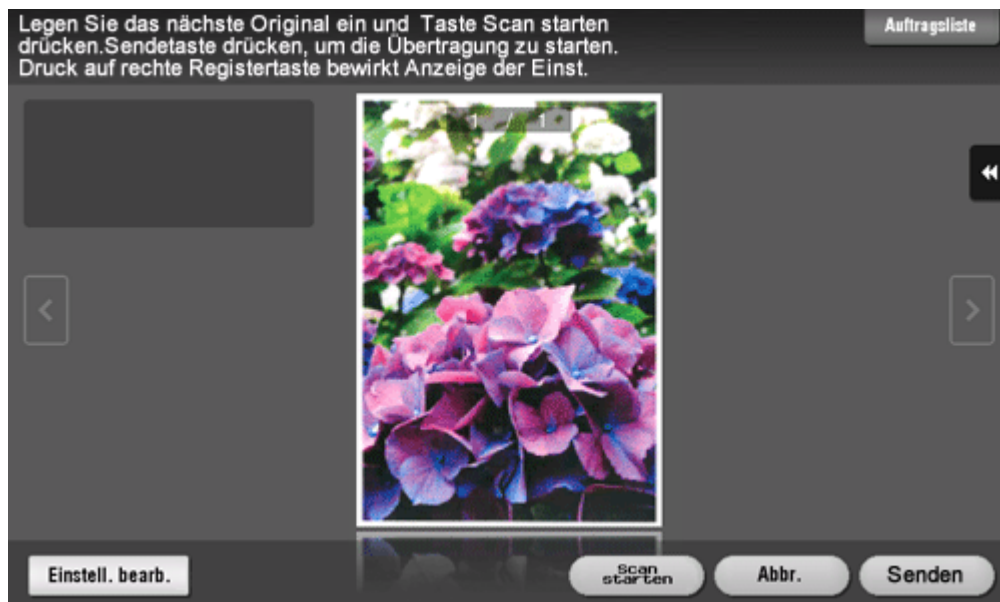 Legen Sie das nächste Original ein und Taste Scan starten
drücken.Sendetaste drücken, um die Übertragung zu starten.
Druck auf rechte Registertaste bewirkt Anzeige der Einst.
Auftragsliste
1 / 1
Einstell. bearb.
Scan
starten
Abbr.
Senden